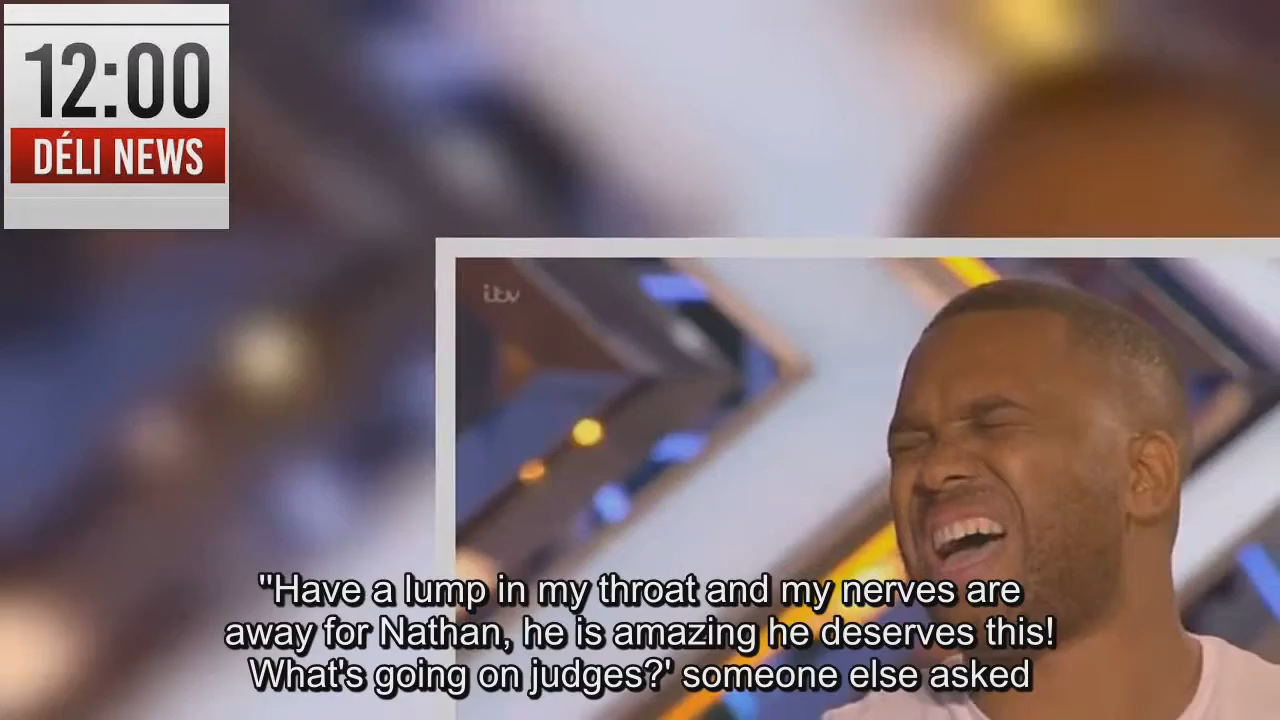 12:00
DÉLI NEWS
itv
"Have a lump in my throat and my nerves are
away for Nathan, he is amazing he deserves this!
What's going on judges?' someone else asked